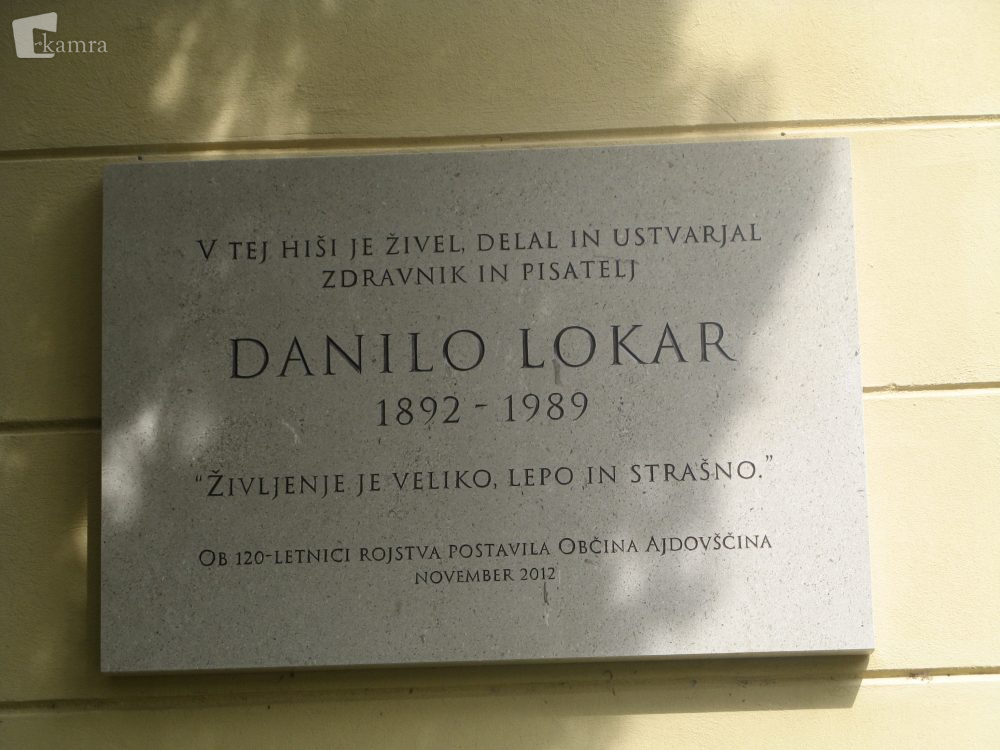 kamra
V TEJ HIŠI JE ŽIVEL, DELAL IN USTVARJAL
ZDRAVNIK IN PISATELJ
DANILO LOKAR
1892 - 1989
“ŽIVLJENJE JE VELIKO, LEPO IN STRAŠNO.”
OB 120-LETNICI ROJSTVA POSTAVILA OBČINA AJDOVŠČINA
NOVEMBER 2012